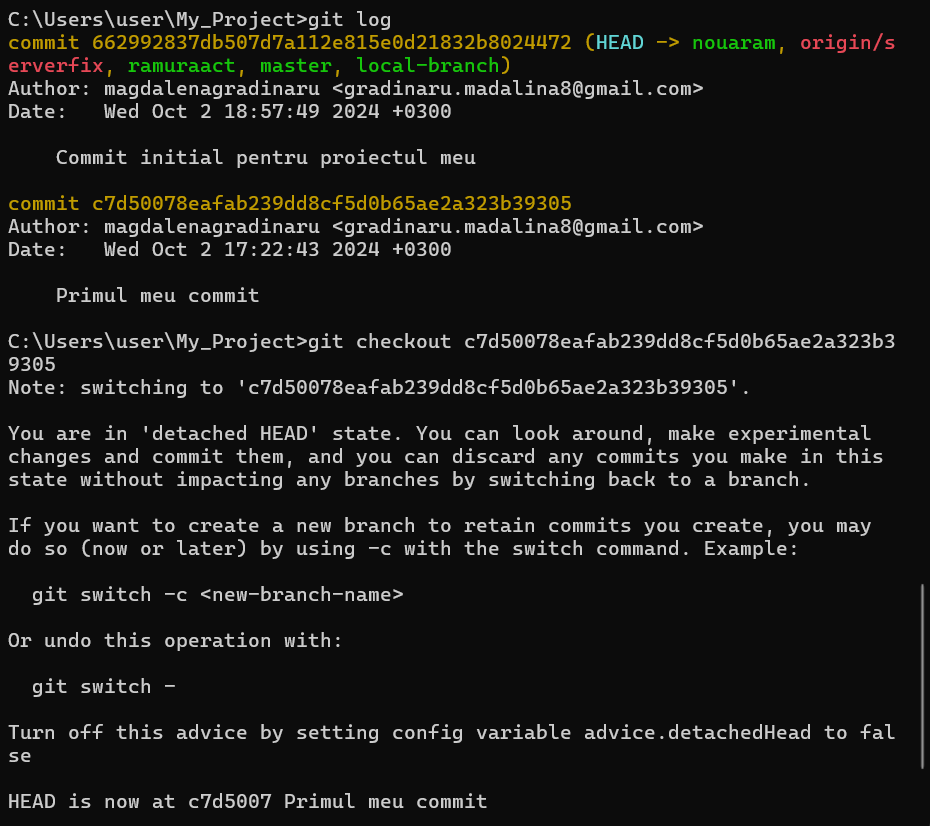 C:\Users\user\My_Project>git log
commit 662992837db507d7a112e815e0d21832b8024472 (HEAD -> nouaram, origin/s
erverfix, ramuraact, master, local-branch)
Author: magdalenagradinaru <gradinaru.madalina8@gmail.com>
Date:   Wed Oct 2 18:57:49 2024 +0300
    Commit initial pentru proiectul meu
commit c7d50078eafab239dd8cf5d0b65ae2a323b39305
Author: magdalenagradinaru <gradinaru.madalina8@gmail.com>
Date:   Wed Oct 2 17:22:43 2024 +0300
    Primul meu commit
C:\Users\user\My_Project>git checkout c7d50078eafab239dd8cf5d0b65ae2a323b3
9305
Note: switching to 'c7d50078eafab239dd8cf5d0b65ae2a323b39305'.
You are in 'detached HEAD' state. You can look around, make experimental
changes and commit them, and you can discard any commits you make in this
state without impacting any branches by switching back to a branch.
If you want to create a new branch to retain commits you create, you may
do so (now or later) by using -c with the switch command. Example:
  git switch -c <new-branch-name>
Or undo this operation with:
  git switch -
Turn off this advice by setting config variable advice.detachedHead to fal
se
HEAD is now at c7d5007 Primul meu commit